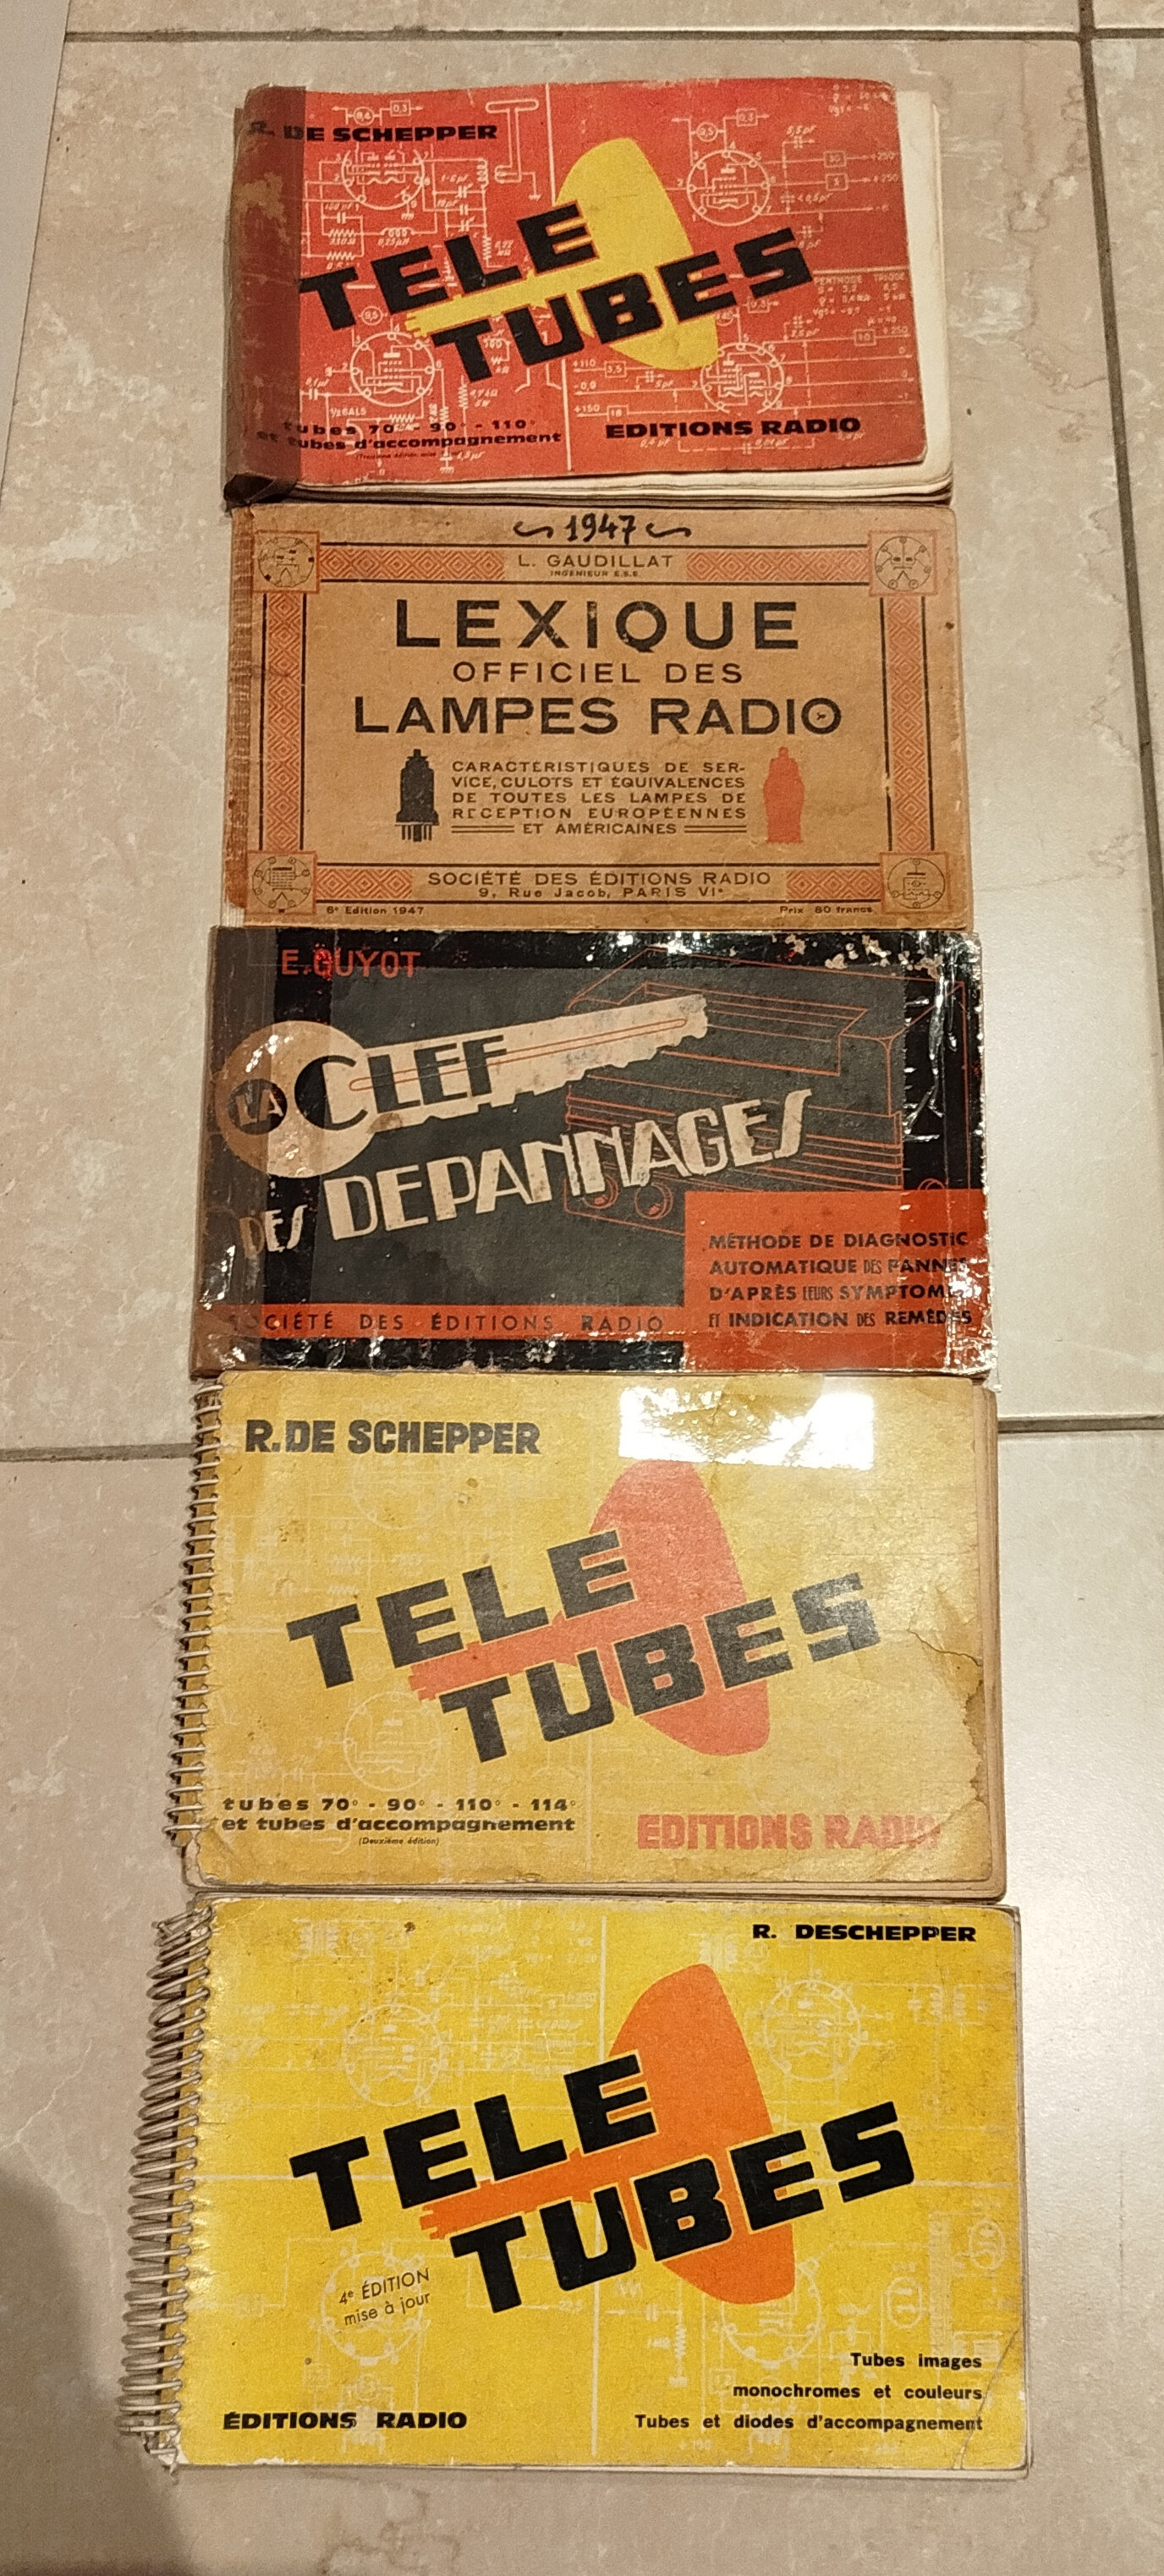 R. DE SCHEPPER
TELE
TUBES
tubes 70° - 90° - 110°
et tubes d'accompagnement
EDITIONS RADIO
1947
L. GAUDILLAT
INGÉNIEUR E.S.E.
LEXIQUE
OFFICIEL DES
LAMPES RADIO
CARACTÉRISTIQUES DE SER-
VICE, CULOTS ET ÉQUIVALENCES
DE TOUTES LES LAMPES DE
RECEPTION EUROPÉENNES
ET AMÉRICAINES
SOCIÉTÉ DES ÉDITIONS RADIO
9, Rue Jacob, PARIS VIe
6e Edition 1947
Prix 80 francs
E. GUYOT
LA CLEF
DES DEPANNAGES
MÉTHODE DE DIAGNOSTIC
AUTOMATIQUE DES PANNES
D'APRÈS LEURS SYMPTOM
ET INDICATION DES REMÈDES
SOCIÉTÉ DES ÉDITIONS RADIO
R. DE SCHEPPER
TELE
TUBES
tubes 70° - 90° - 110° - 114°
et tubes d'accompagnement
(Deuxième édition)
EDITIONS RADIO
R. DESCHEPPER
TELE
TUBES
4e ÉDITION
mise à jour
Tubes images
monochromes et couleurs
Tubes et diodes d'accompagnement
ÉDITIONS RADIO